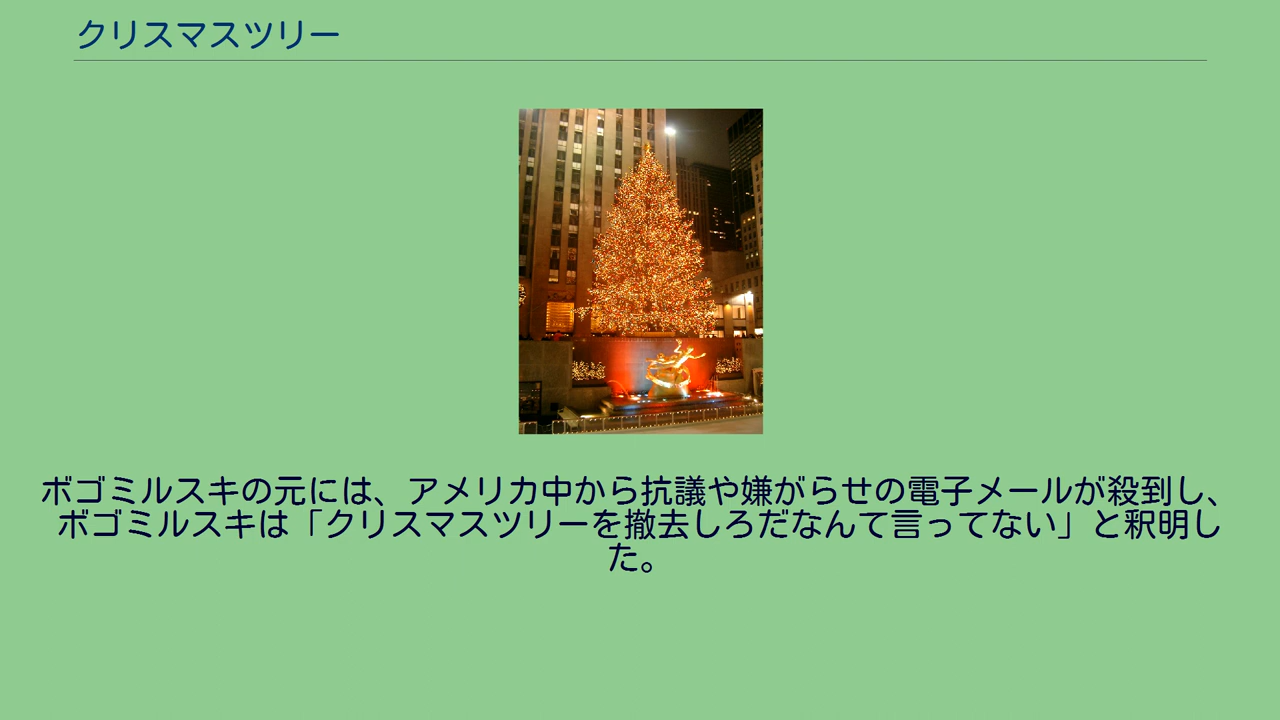 クリスマスツリー
ボゴミルスキの元には、アメリカ中から抗議や嫌がらせの電子メールが殺到し、
ボゴミルスキは「クリスマスツリーを撤去しろだなんて言ってない」と釈明し
た。